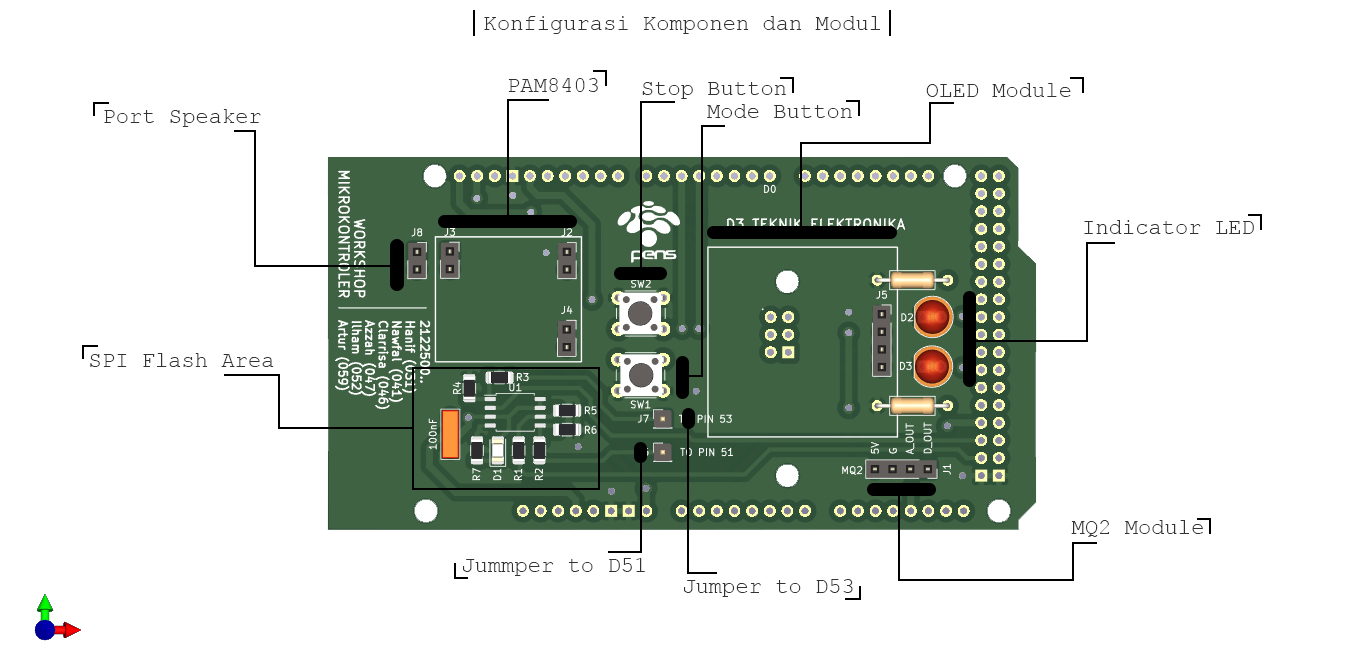 Konfigurasi Komponen dan Modul
PAM8403
Stop Button
OLED Module
Port Speaker
Mode Button
WORKSHOP
MIKROKONTROLER
D0
D3 TEKNIK ELEKTRONIKA
Indicator LED
J8
J3
J2
pens
SW2
J5
J4
D2
D3
2122500..
Hanif (031)
Nawfal (041)
Clarrisa (046)
Azzah (047)
Ilham (052)
Artur (059)
SPI Flash Area
R4
R3
U1
R5
R6
100nF
R7
D1
R1
R2
SW1
J7
PIN 53
TO PIN 51
5V
G
A_OUT
D_OUT
MQ2
J1
MQ2 Module
Jummper to D51
Jumper to D53